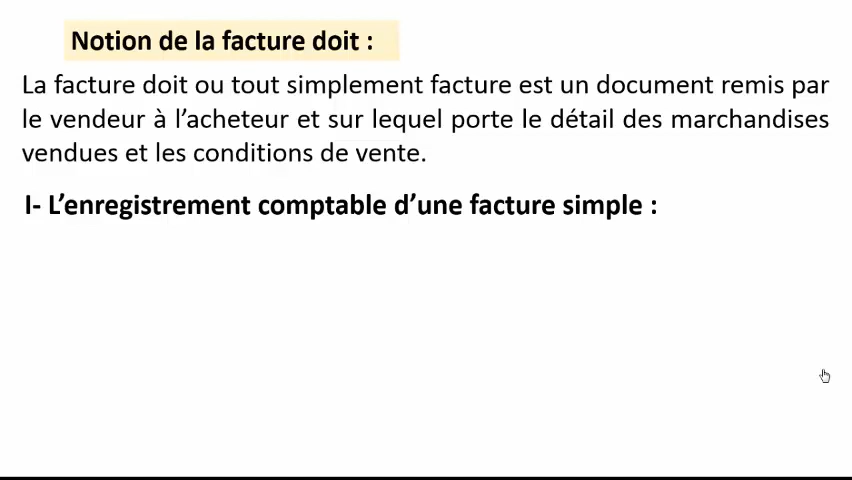 Notion de la facture doit :
La facture doit ou tout simplement facture est un document remis par
le vendeur à l’acheteur et sur lequel porte le détail des marchandises
vendues et les conditions de vente.
I- L’enregistrement comptable d’une facture simple :